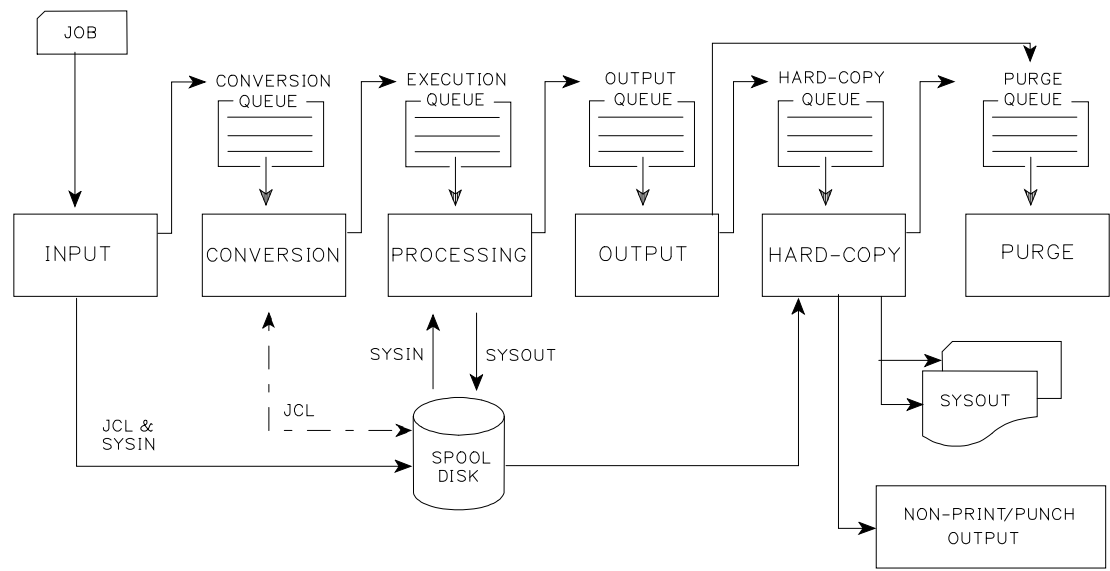 JOB
CONVERSION
QUEUE
EXECUTION
QUEUE
OUTPUT
QUEUE
HARD-COPY
QUEUE
PURGE
QUEUE
INPUT
CONVERSION
PROCESSING
OUTPUT
HARD-COPY
PURGE
SYSIN
SYSOUT
JCL
JCL &
SYSIN
SPOOL
DISK
SYSOUT
NON-PRINT/PUNCH
OUTPUT